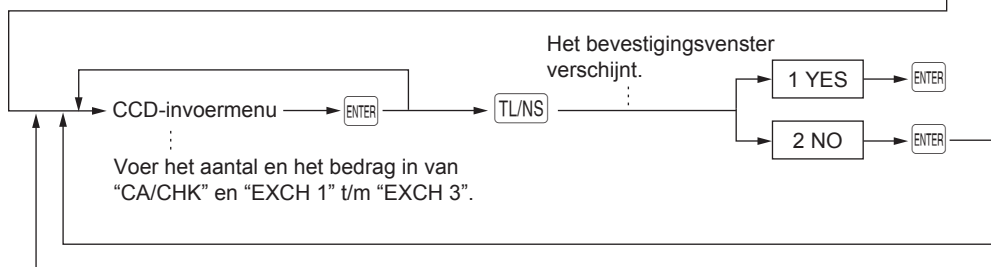 Het bevestigingsvenster
verschijnt.
1 YES
ENTER
CCD-invoermenu
ENTER
TL/NS
2 NO
ENTER
Voer het aantal en het bedrag in van
“CA/CHK” en “EXCH 1” t/m “EXCH 3”.